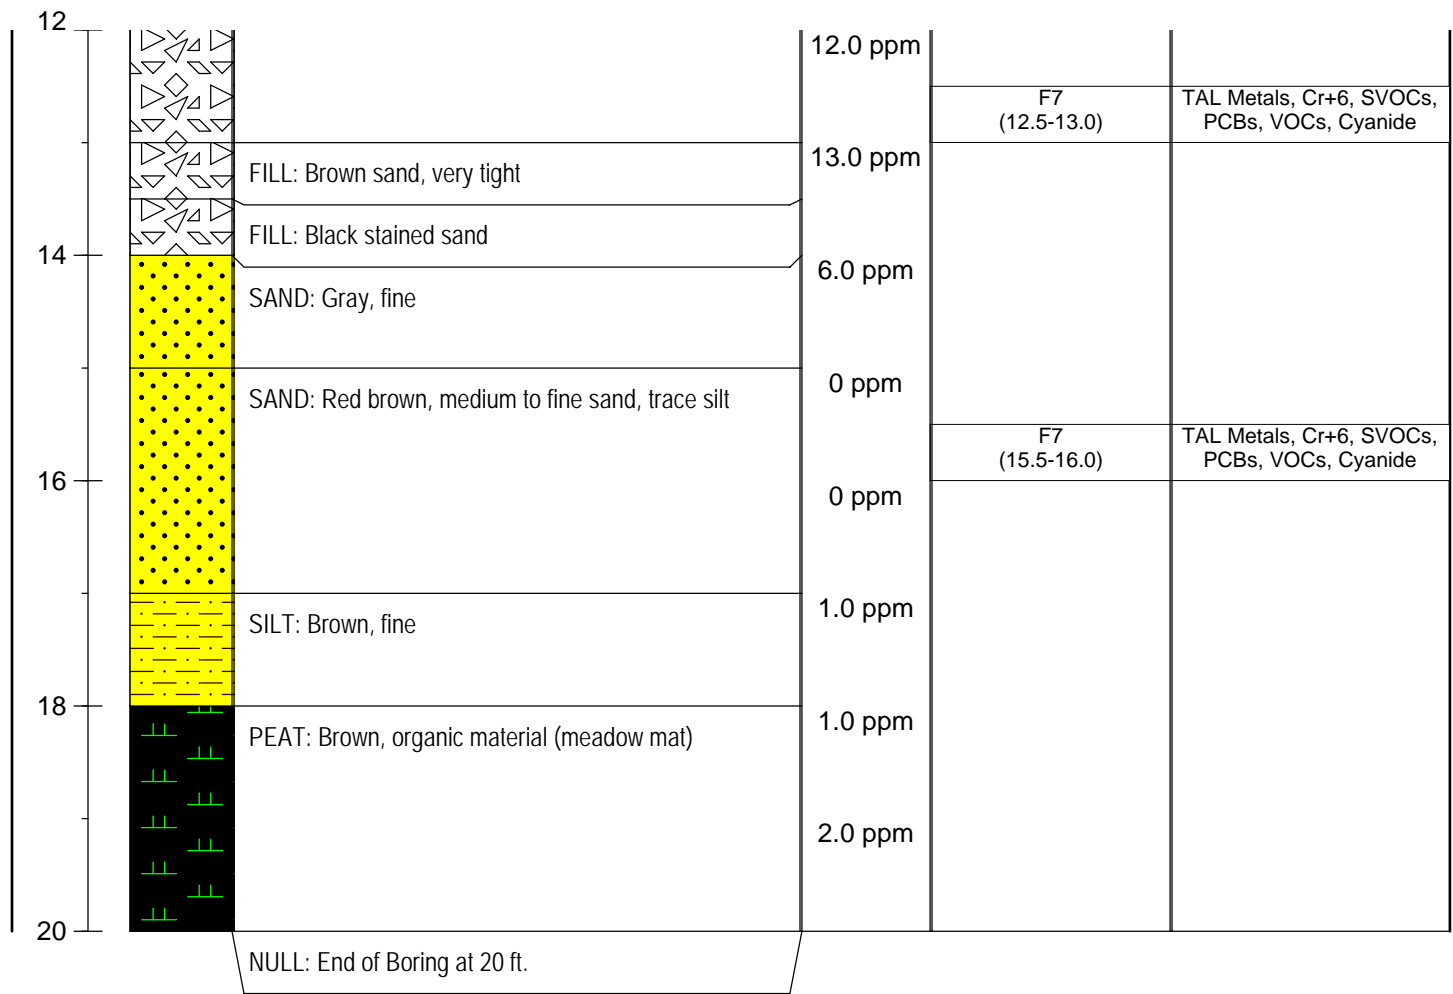 12
12.0 ppm
F7
(12.5-13.0)
TAL Metals, Cr+6, SVOCs,
PCBs, VOCs, Cyanide
13.0 ppm
FILL: Brown sand, very tight
FILL: Black stained sand
14
6.0 ppm
SAND: Gray, fine
0 ppm
SAND: Red brown, medium to fine sand, trace silt
F7
(15.5-16.0)
TAL Metals, Cr+6, SVOCs,
PCBs, VOCs, Cyanide
16
0 ppm
1.0 ppm
SILT: Brown, fine
18
1.0 ppm
PEAT: Brown, organic material (meadow mat)
2.0 ppm
20
NULL: End of Boring at 20 ft.